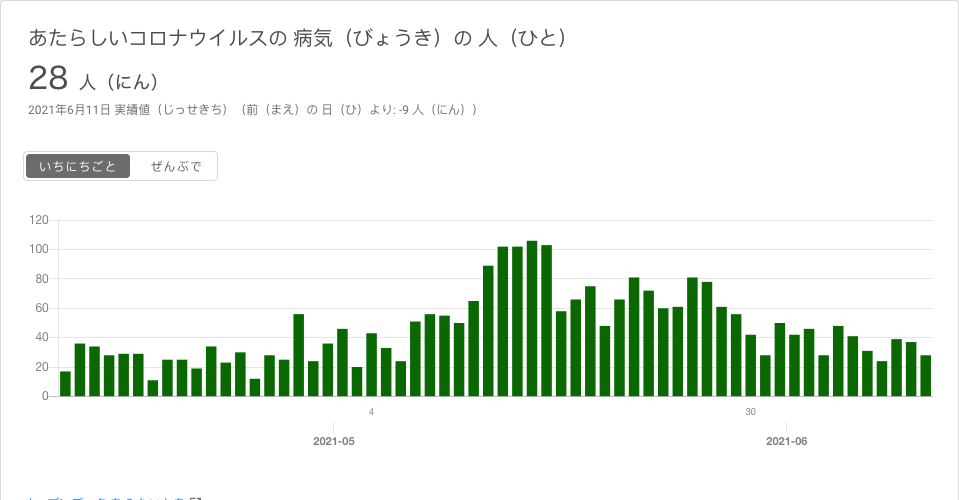 あたらしいコロナウイルスの 病気（びょうき）の 人（ひと）
28 人（にん）
2021年6月11日 実績値（じっせきち）（前（まえ）の 日（ひ）より: -9 人（にん））
いちにちごと ぜんぶで
120
100
80
60
40
20
0
4 30
2021-05 2021-06